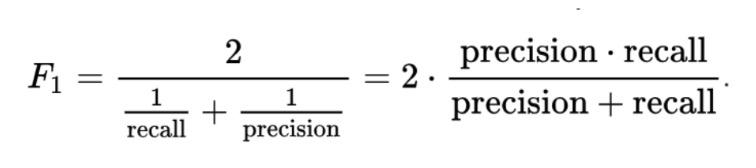 F₁ = 2 / (1/recall + 1/precision) = 2 · (precision · recall) / (precision + recall).